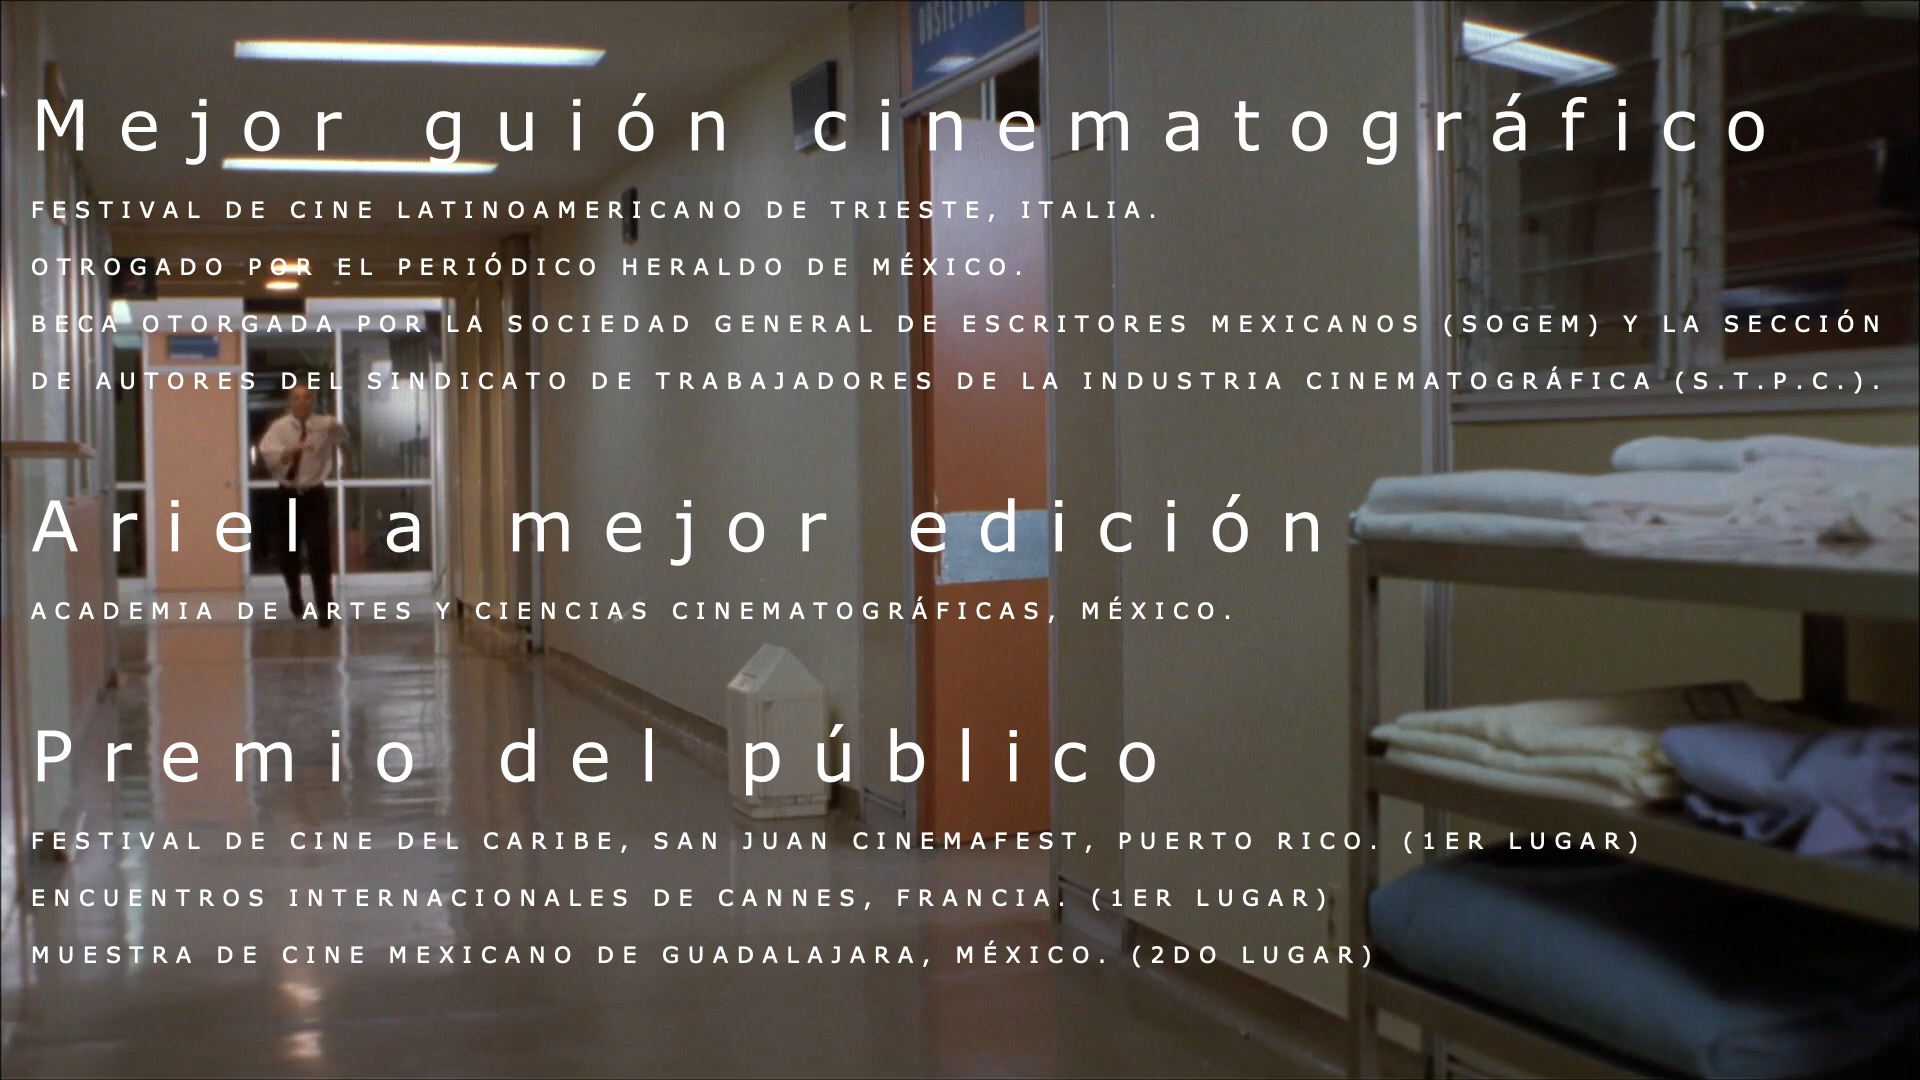 Mejor guión cinematográfico
FESTIVAL DE CINE LATINOAMERICANO DE TRIESTE, ITALIA.
OTROGADO POR EL PERIÓDICO HERALDO DE MÉXICO.
BECA OTORGADA POR LA SOCIEDAD GENERAL DE ESCRITORES MEXICANOS (SOGEM) Y LA SECCIÓN
DE AUTORES DEL SINDICATO DE TRABAJADORES DE LA INDUSTRIA CINEMATOGRÁFICA (S.T.P.C.).
Ariel a mejor edición
ACADEMIA DE ARTES Y CIENCIAS CINEMATOGRÁFICAS, MÉXICO.
Premio del público
FESTIVAL DE CINE DEL CARIBE, SAN JUAN CINEMAFEST, PUERTO RICO. (1ER LUGAR)
ENCUENTROS INTERNACIONALES DE CANNES, FRANCIA. (1ER LUGAR)
MUESTRA DE CINE MEXICANO DE GUADALAJARA, MÉXICO. (2DO LUGAR)